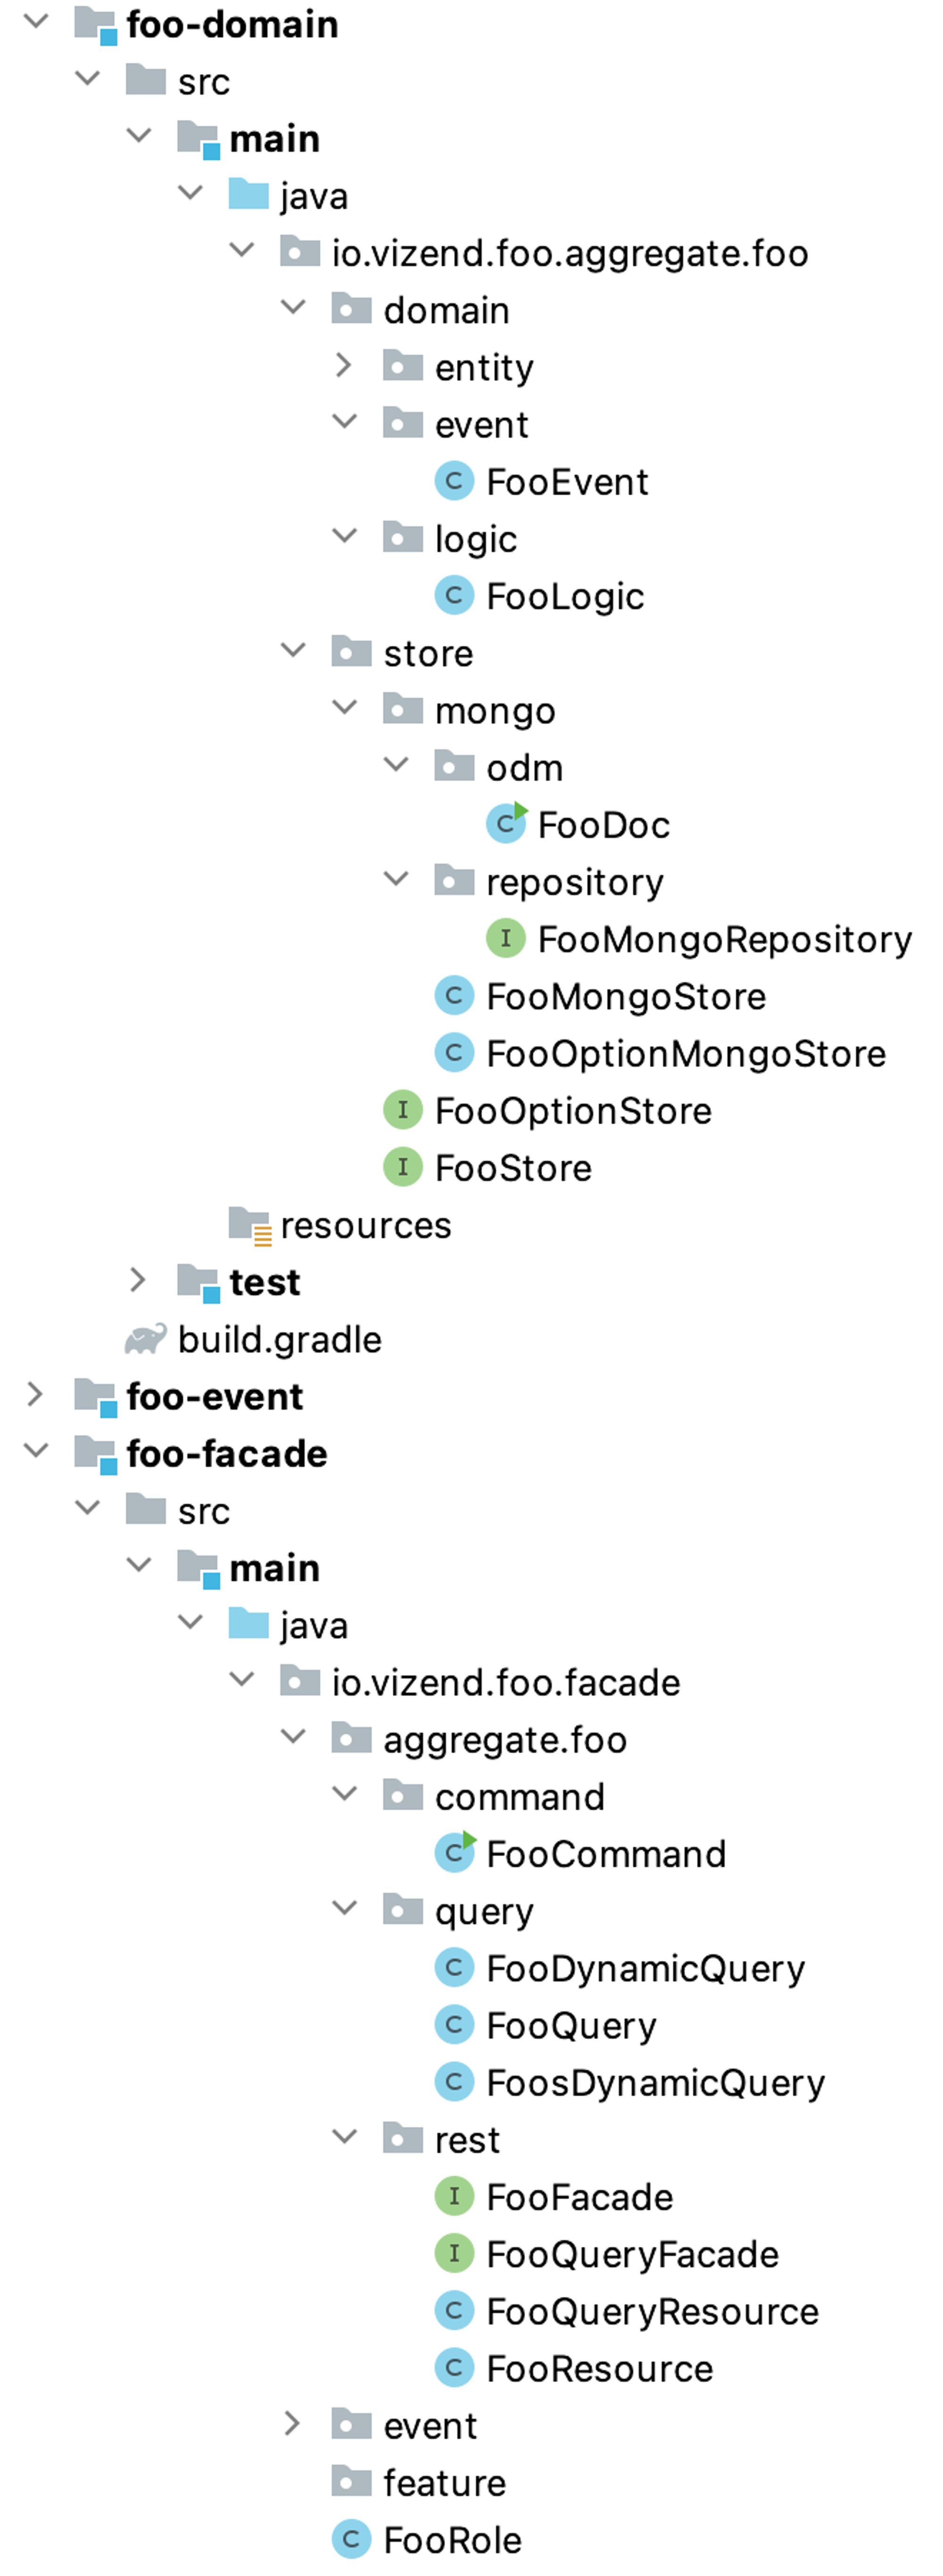 foo-domain
src
main
java
io.vizend.foo.aggregate.foo
domain
entity
event
C FooEvent
logic
C FooLogic
store
mongo
odm
C FooDoc
repository
I FooMongoRepository
C FooMongoStore
C FooOptionMongoStore
I FooOptionStore
I FooStore
resources
test
build.gradle
foo-event
foo-facade
src
main
java
io.vizend.foo.facade
aggregate.foo
command
C FooCommand
query
C FooDynamicQuery
C FooQuery
C FoosDynamicQuery
rest
I FooFacade
I FooQueryFacade
C FooQueryResource
C FooResource
event
feature
C FooRole